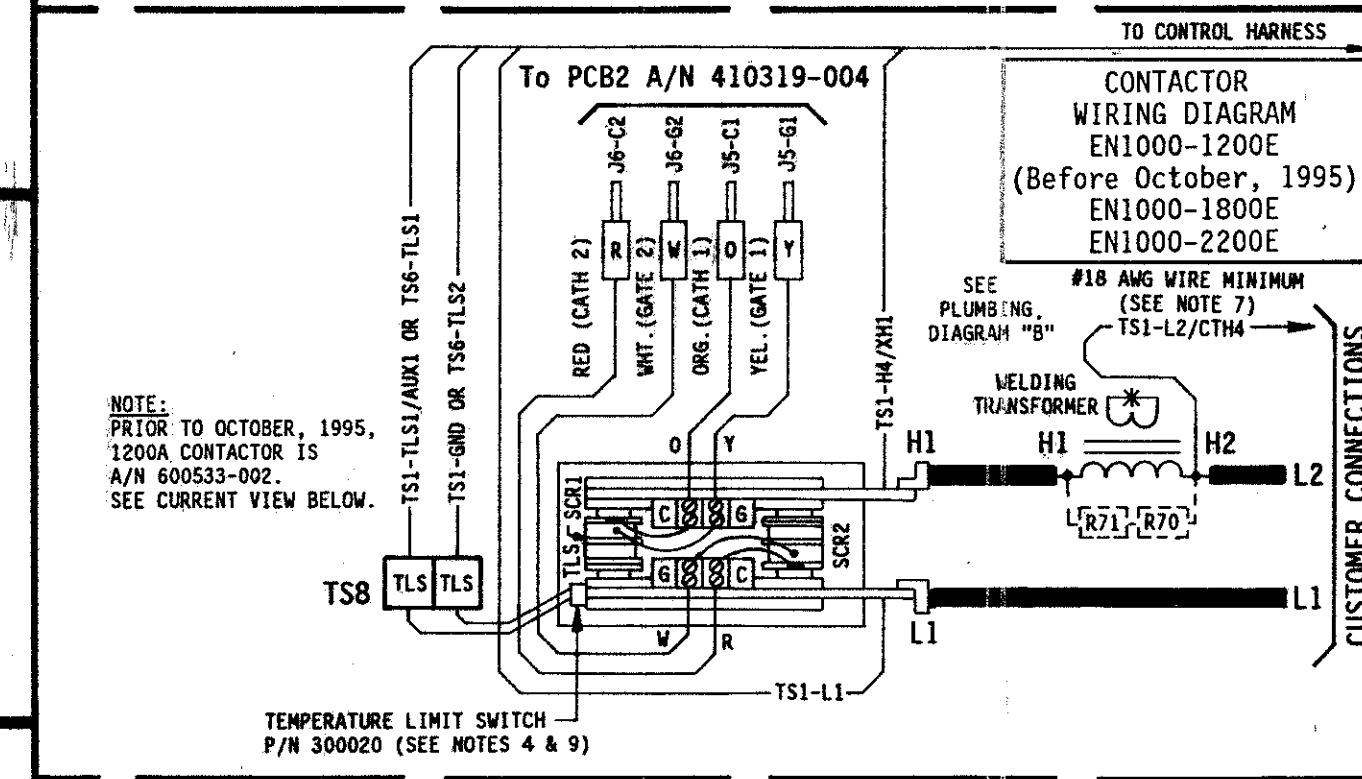 TO CONTROL HARNESS
To PCB2 A/N 410319-004
CONTACTOR
WIRING DIAGRAM
EN1000-1200E
(Before October, 1995)
EN1000-1800E
EN1000-2200E
J6-C2
J6-G2
J5-C1
J5-G1
R
W
O
Y
RED (CATH 2)
WHT.(GATE 2)
ORG.(CATH 1)
YEL.(GATE 1)
TS1-TLS1/AUX1 OR TS6-TLS1
TS1-GND OR TS6-TLS2
TS1-H4/XH1
SEE
PLUMBING,
DIAGRAM "B"
#18 AWG WIRE MINIMUM
(SEE NOTE 7)
TS1-L2/CTH4
WELDING
TRANSFORMER
CUSTOMER CONNECTIONS
NOTE:
PRIOR TO OCTOBER, 1995,
1200A CONTACTOR IS
A/N 600533-002.
SEE CURRENT VIEW BELOW.
O
Y
H1
H1
H2
L2
R71
R70
SCR1
C
G
TLS
SCR2
G
C
TS8
TLS
TLS
L1
L1
W
R
TS1-L1
TEMPERATURE LIMIT SWITCH
P/N 300020 (SEE NOTES 4 & 9)